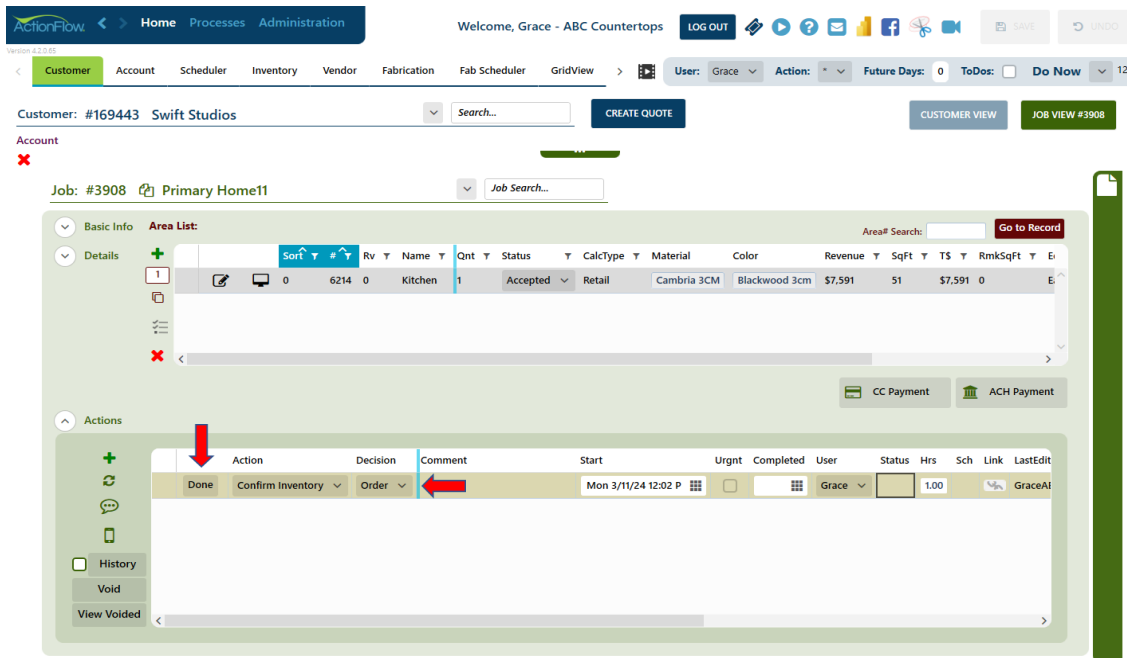 ActionFlow. Home Processes Administration Welcome, Grace - ABC Countertops LOG OUT SAVE UNDO
Version 4.2.0.65
Customer Account Scheduler Inventory Vendor Fabrication Fab Scheduler GridView User: Grace Action: * Future Days: 0 ToDos: Do Now 12
Customer: #169443 Swift Studios Search... CREATE QUOTE CUSTOMER VIEW JOB VIEW #3908
Account
Job: #3908 Primary Home11 Job Search...
Basic Info Area List: Area# Search: Go to Record
Details Sort # Rv Name Qnt Status CalcType Material Color Revenue SqFt T$ RmkSqFt
1 0 6214 0 Kitchen 1 Accepted Retail Cambria 3CM Blackwood 3cm $7,591 51 $7,591 0
CC Payment ACH Payment
Actions
Action Decision Comment Start Urgnt Completed User Status Hrs Sch Link LastEdit
Done Confirm Inventory Order Mon 3/11/24 12:02 P Grace 1.00 GraceAB
History
Void
View Voided